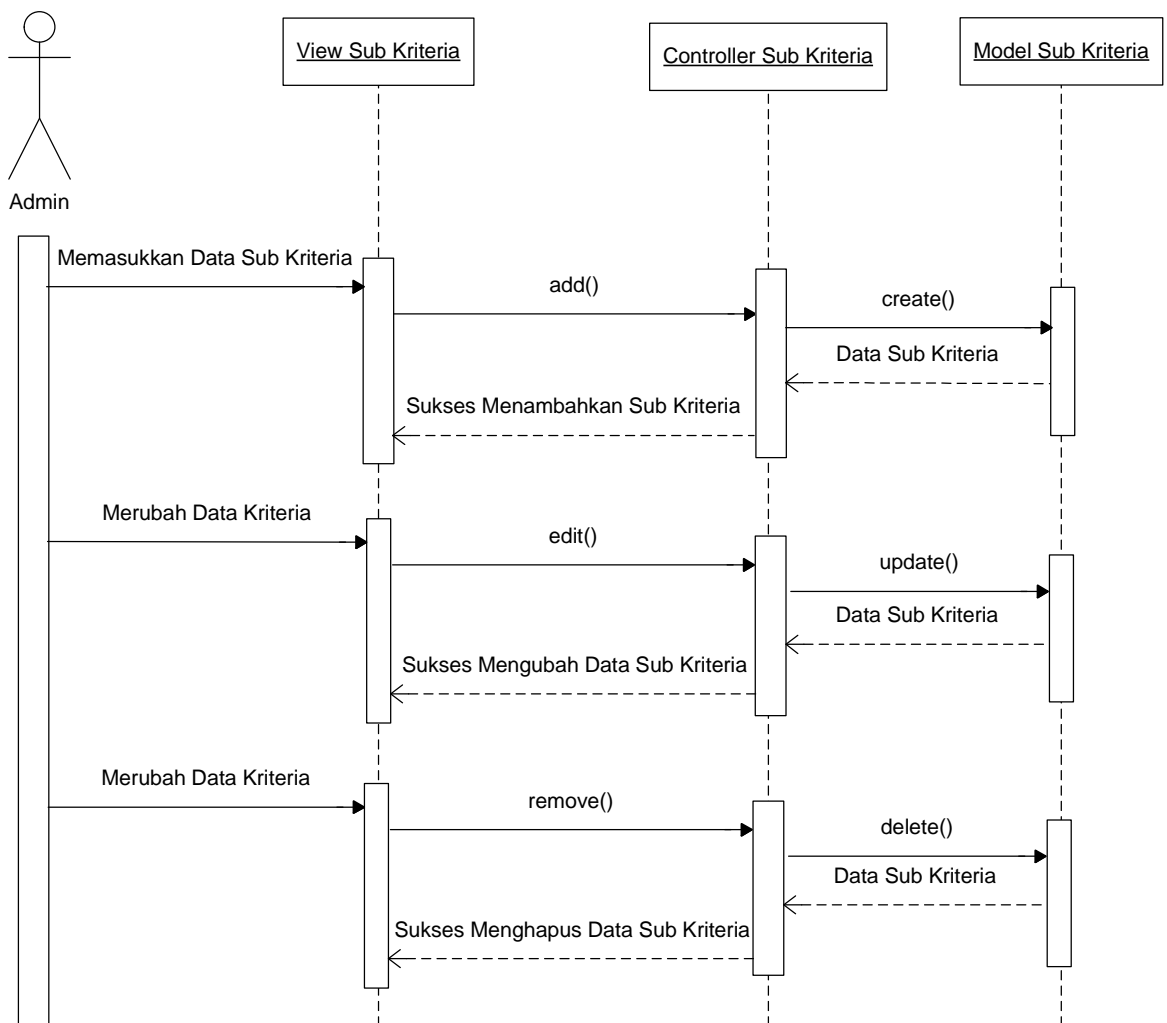 View Sub Kriteria
Controller Sub Kriteria
Model Sub Kriteria
Admin
Memasukkan Data Sub Kriteria
add()
create()
Data Sub Kriteria
Sukses Menambahkan Sub Kriteria
Merubah Data Kriteria
edit()
update()
Data Sub Kriteria
Sukses Mengubah Data Sub Kriteria
Merubah Data Kriteria
remove()
delete()
Data Sub Kriteria
Sukses Menghapus Data Sub Kriteria